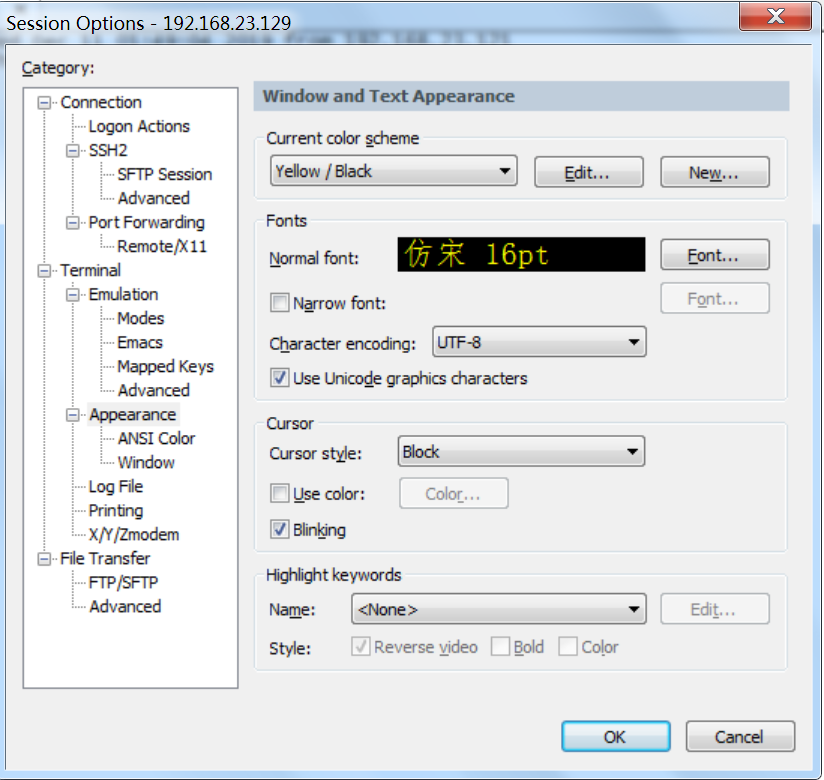 Session Options - 192.168.23.129
Category:
Connection
Logon Actions
SSH2
SFTP Session
Advanced
Port Forwarding
Remote/X11
Terminal
Emulation
Modes
Emacs
Mapped Keys
Advanced
Appearance
ANSI Color
Window
Log File
Printing
X/Y/Zmodem
File Transfer
FTP/SFTP
Advanced
Window and Text Appearance
Current color scheme
Yellow / Black
Edit...
New...
Fonts
Normal font:
仿宋 16pt
Font...
Narrow font:
Font...
Character encoding:
UTF-8
Use Unicode graphics characters
Cursor
Cursor style:
Block
Use color:
Color...
Blinking
Highlight keywords
Name:
<None>
Edit...
Style:
Reverse video
Bold
Color
OK
Cancel